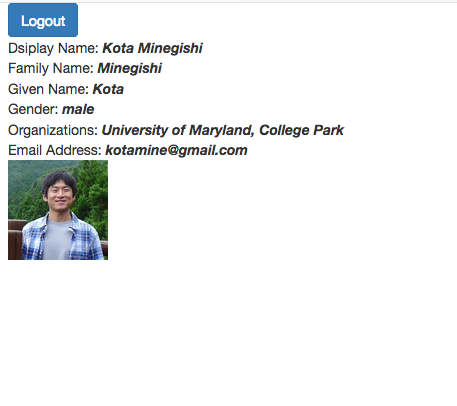 Logout
Dsiplay Name: Kota Minegishi
Family Name: Minegishi
Given Name: Kota
Gender: male
Organizations: University of Maryland, College Park
Email Address: kotamine@gmail.com